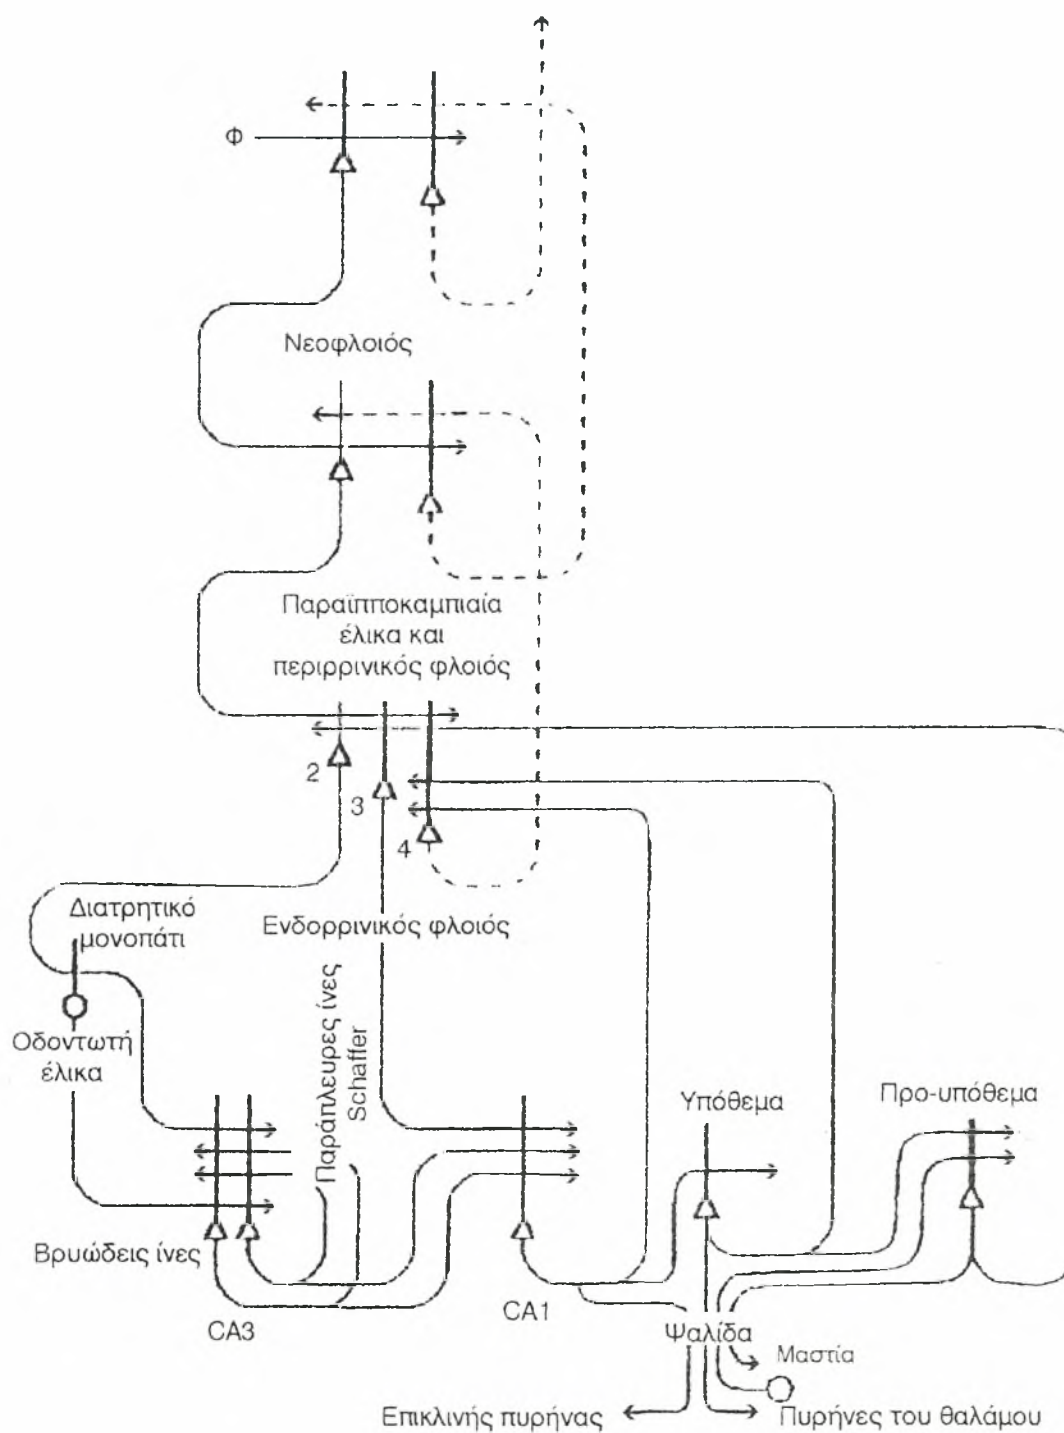 Φ
Νεοφλοιός
Παραϊπποκαμπιαία
έλικα και
περιρρινικός φλοιός
2
3
4
Διατρητικό
μονοπάτι
Ενδορρινικός φλοιός
Οδοντωτή
έλικα
Παράπλευρες ίνες
Schaffer
Υπόθεμα
Προ-υπόθεμα
Βρυώδεις ίνες
CA3
CA1
Ψαλίδα
Μαστία
Επικλινής πυρήνας
Πυρήνες του θαλάμου